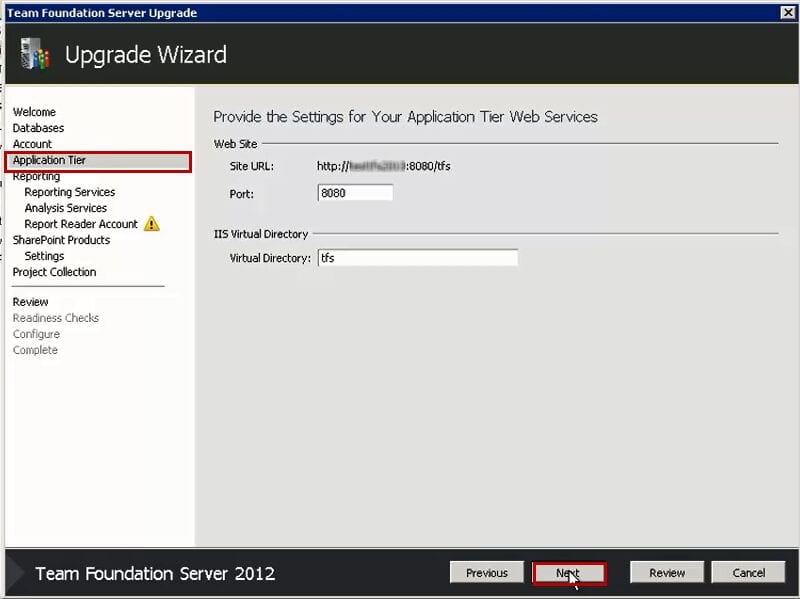 Team Foundation Server Upgrade
Upgrade Wizard
Welcome
Databases
Account
Application Tier
Reporting
Reporting Services
Analysis Services
Report Reader Account
SharePoint Products
Settings
Project Collection
Review
Readiness Checks
Configure
Complete
Provide the Settings for Your Application Tier Web Services
Web Site
Site URL: http:// :8080/tfs
Port: 8080
IIS Virtual Directory
Virtual Directory: tfs
Team Foundation Server 2012
Previous Next Review Cancel